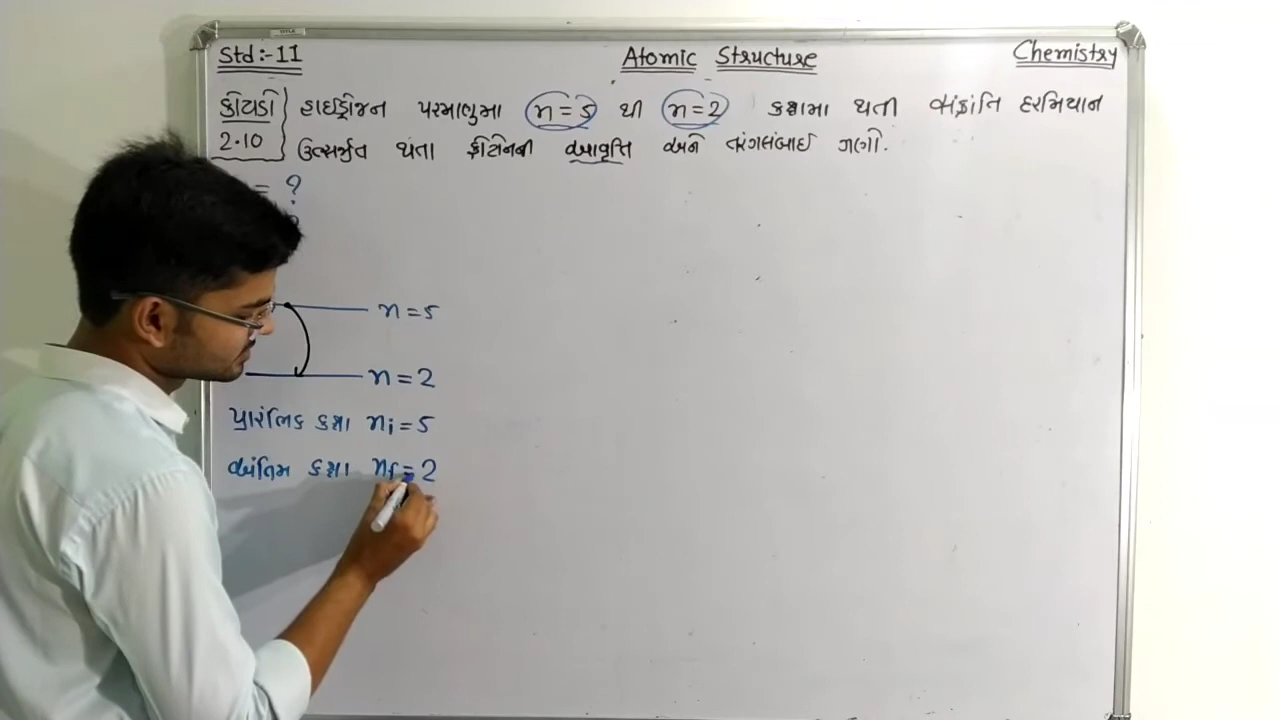 Std:-11 Atomic Structure Chemistry
કોયડો 2.10
હાઈડ્રોજન પરમાણુમા n=5 થી n=2 કક્ષામા થતી સંક્રાંતિ દરમિયાન
ઉત્સર્જીત થતા ફોટોનની આવૃત્તિ અને તરંગલંબાઈ ગણો.
= ?
n=5
n=2
પ્રારંભિક કક્ષા ni=5
અંતિમ કક્ષા nf=2